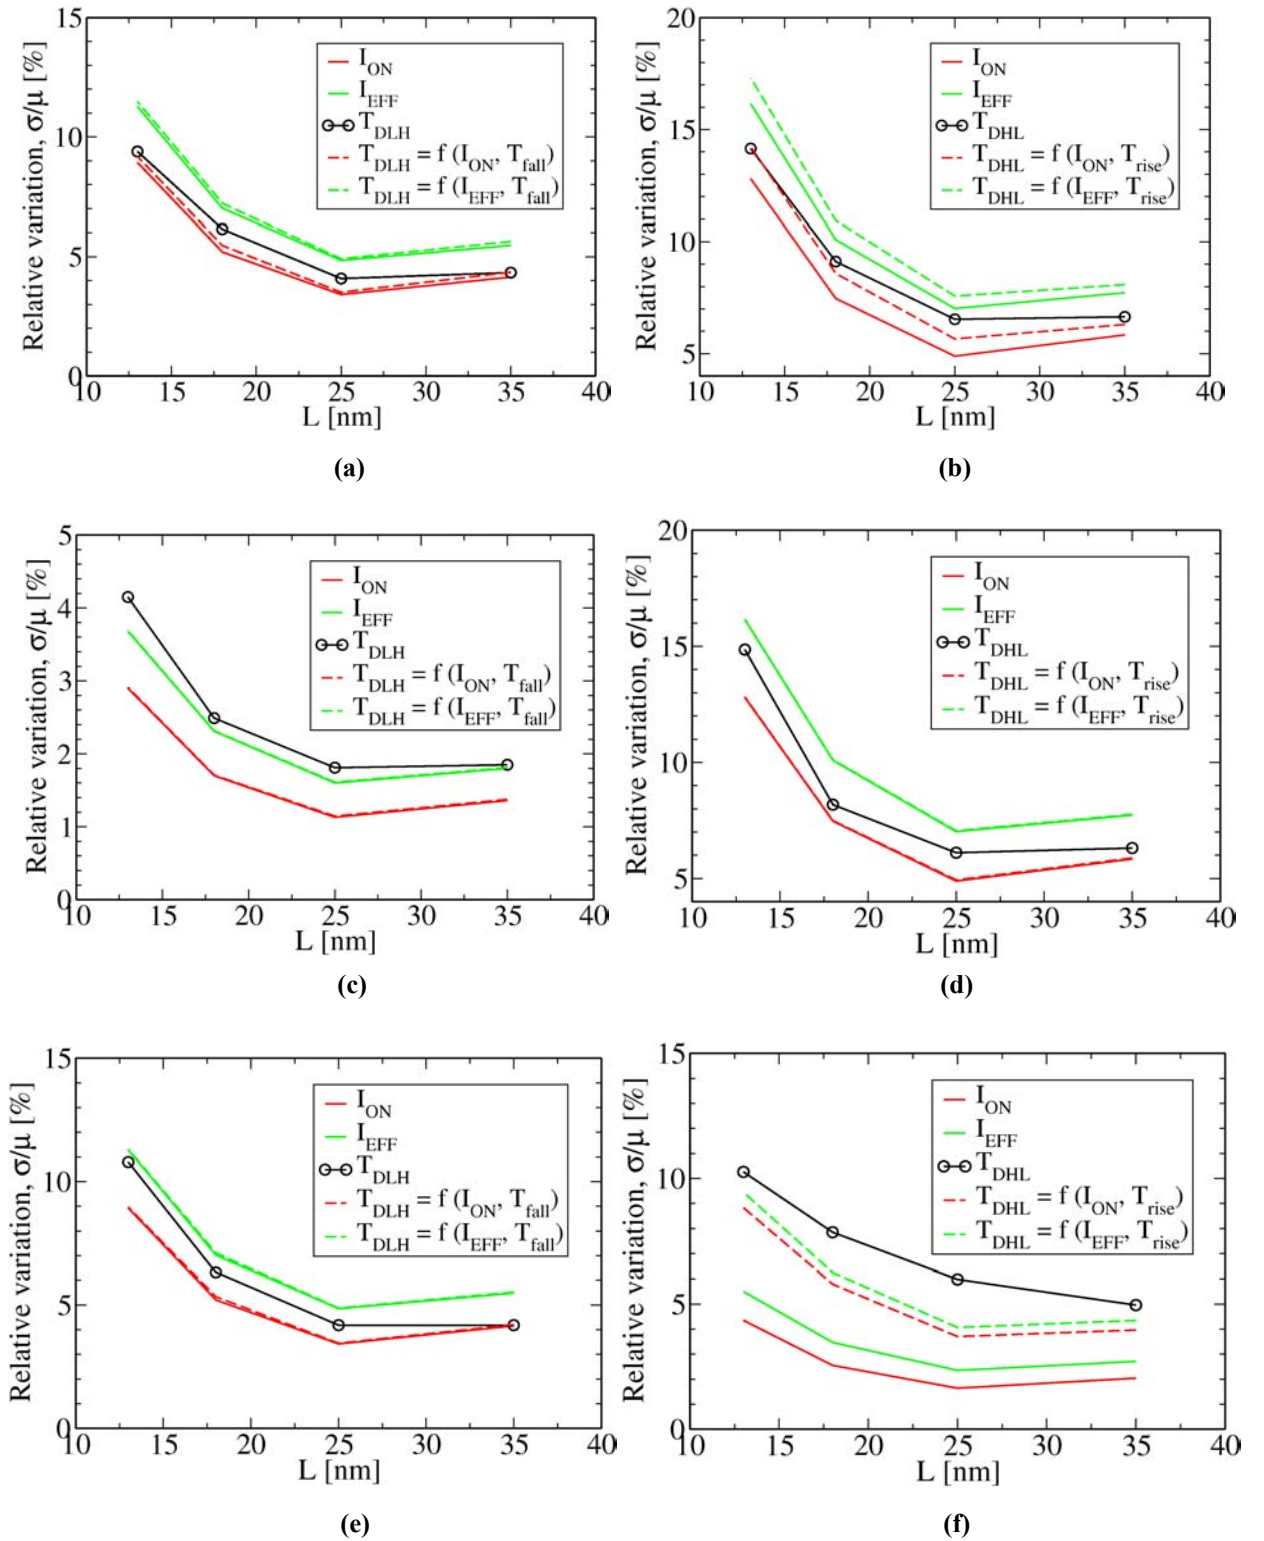 15
10
5
0
Relative variation, σ/μ [%]
I_ON
I_EFF
T_DLH
T_DLH = f (I_ON, T_fall)
T_DLH = f (I_EFF, T_fall)
10 15 20 25 30 35 40
L [nm]
(a)
20
15
10
5
Relative variation, σ/μ [%]
I_ON
I_EFF
T_DHL
T_DHL = f (I_ON, T_rise)
T_DHL = f (I_EFF, T_rise)
10 15 20 25 30 35 40
L [nm]
(b)
5
4
3
2
1
0
Relative variation, σ/μ [%]
I_ON
I_EFF
T_DLH
T_DLH = f (I_ON, T_fall)
T_DLH = f (I_EFF, T_fall)
10 15 20 25 30 35 40
L [nm]
(c)
20
15
10
5
Relative variation, σ/μ [%]
I_ON
I_EFF
T_DHL
T_DHL = f (I_ON, T_rise)
T_DHL = f (I_EFF, T_rise)
10 15 20 25 30 35 40
L [nm]
(d)
15
10
5
0
Relative variation, σ/μ [%]
I_ON
I_EFF
T_DLH
T_DLH = f (I_ON, T_fall)
T_DLH = f (I_EFF, T_fall)
10 15 20 25 30 35 40
L [nm]
(e)
15
10
5
0
Relative variation, σ/μ [%]
I_ON
I_EFF
T_DHL
T_DHL = f (I_ON, T_rise)
T_DHL = f (I_EFF, T_rise)
10 15 20 25 30 35 40
L [nm]
(f)